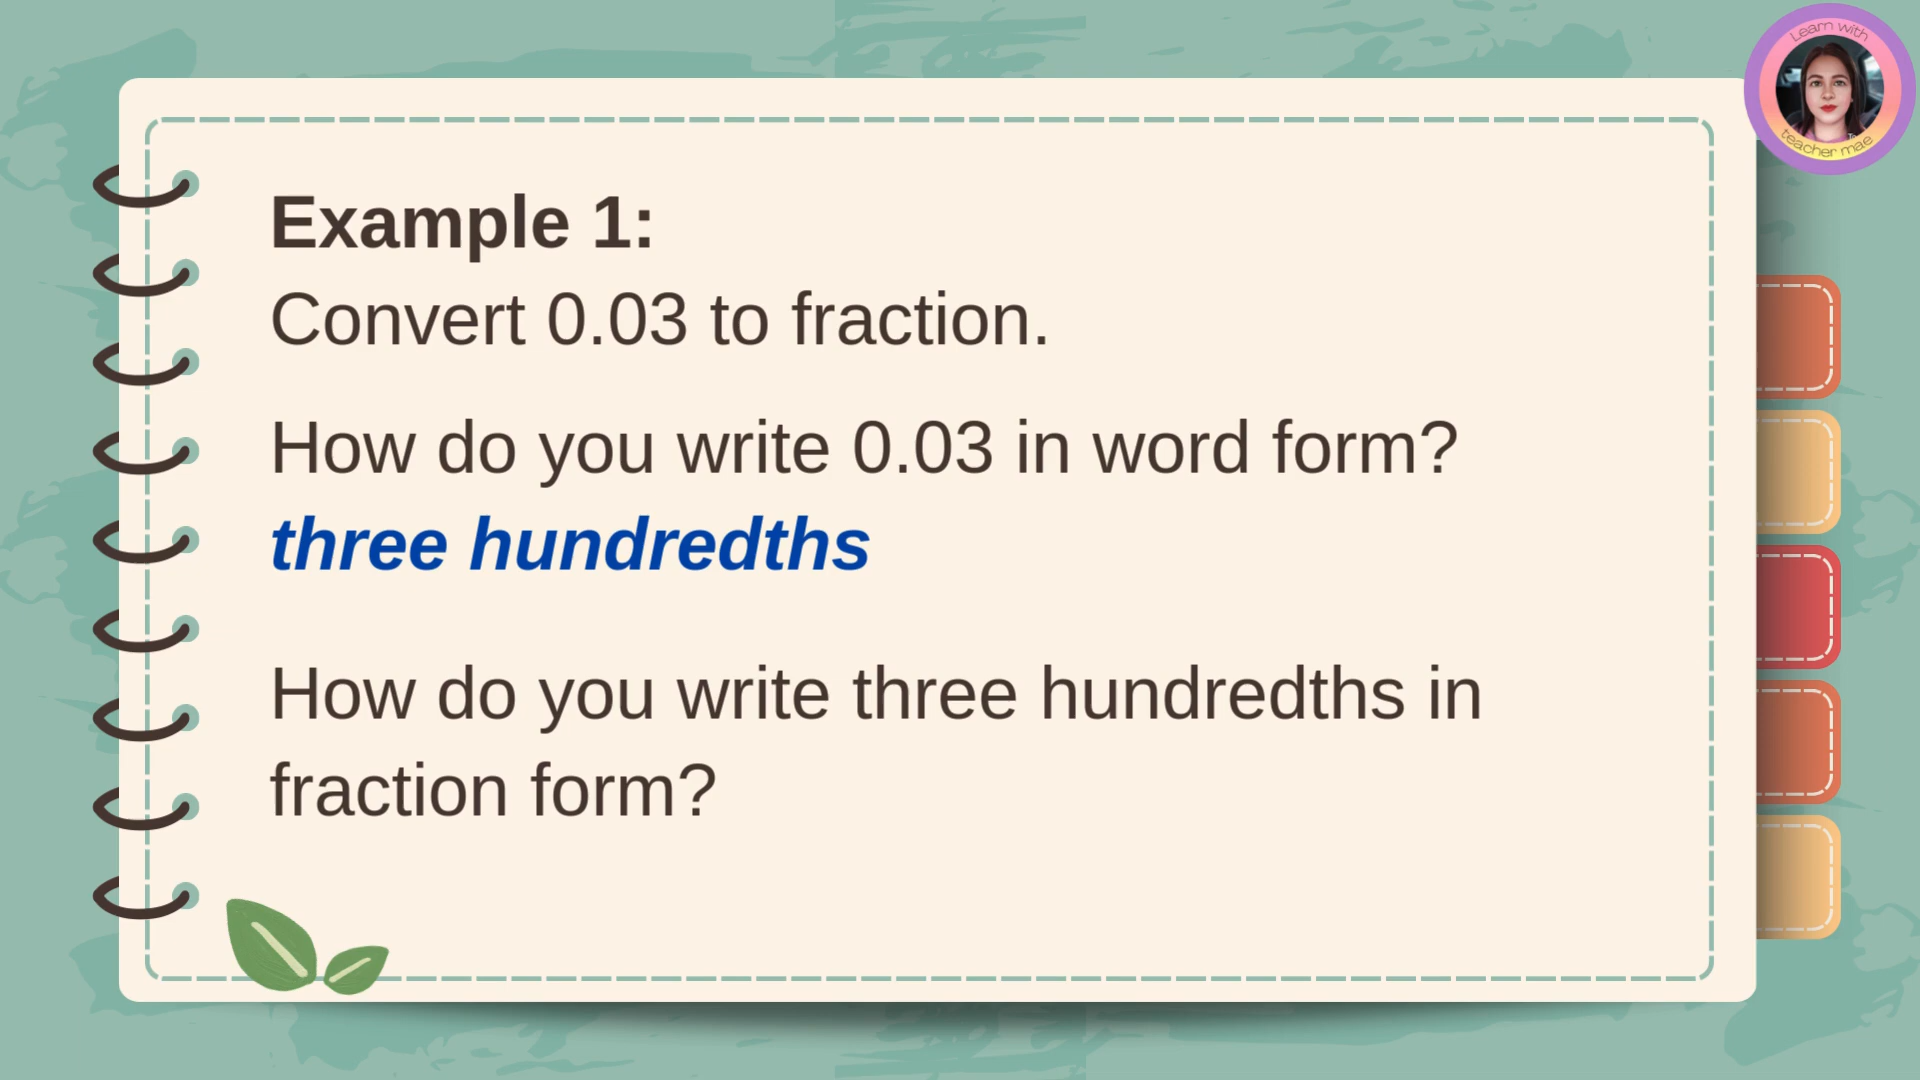 Learn with
teacher mae
Example 1:
Convert 0.03 to fraction.
How do you write 0.03 in word form?
three hundredths
How do you write three hundredths in
fraction form?